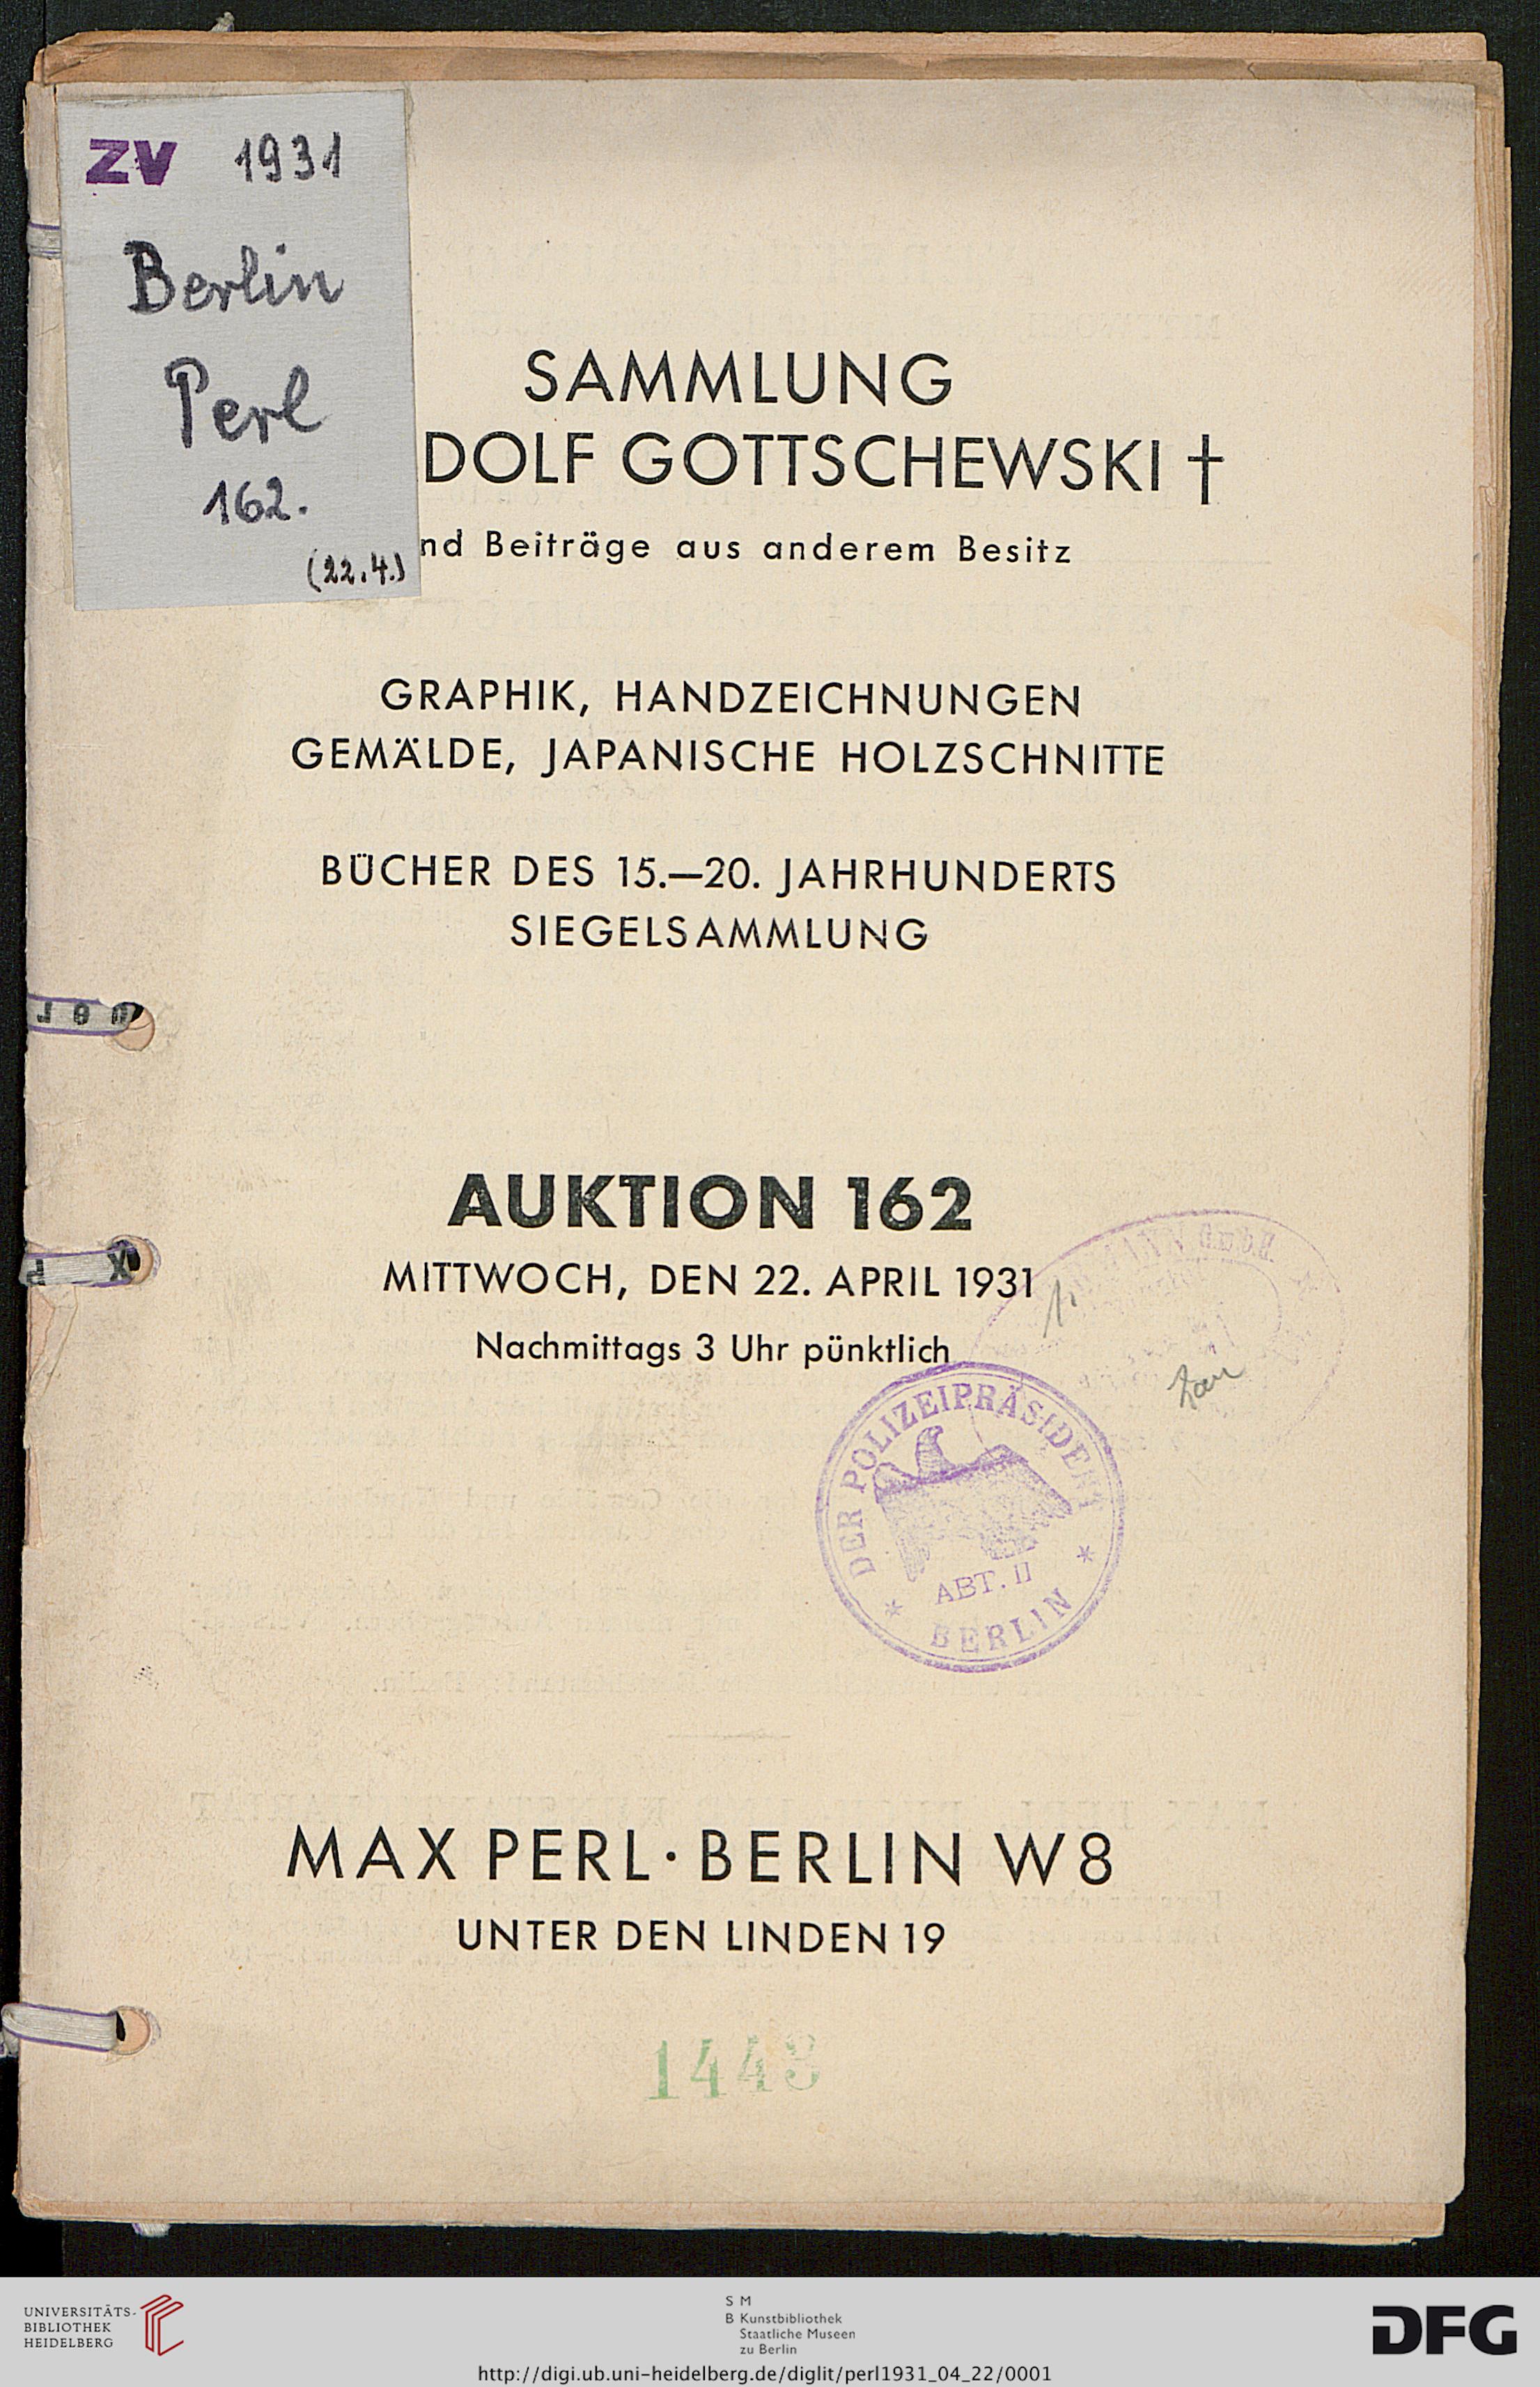 ZV 1931
Berlin
Perl
162.
(22.4.)
SAMMLUNG
DOLF GOTTSCHEWSKI †
nd Beiträge aus anderem Besitz
GRAPHIK, HANDZEICHNUNGEN
GEMÄLDE, JAPANISCHE HOLZSCHNITTE
BÜCHER DES 15.—20. JAHRHUNDERTS
SIEGELSAMMLUNG
AUKTION 162
MITTWOCH, DEN 22. APRIL 1931
Nachmittags 3 Uhr pünktlich
DER POLIZEIPRÄSIDENT
ABT. II
* BERLIN *
MAX PERL · BERLIN W 8
UNTER DEN LINDEN 19
1443
UNIVERSITÄTS-
BIBLIOTHEK
HEIDELBERG
S M
B Kunstbibliothek
Staatliche Museen
zu Berlin
DFG
http://digi.ub.uni-heidelberg.de/diglit/perl1931_04_22/0001